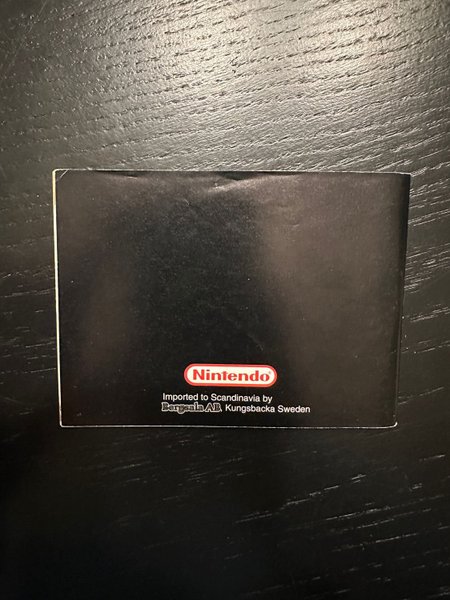 Nintendo
Imported to Scandinavia by
Bergsala AB. Kungsbacka Sweden